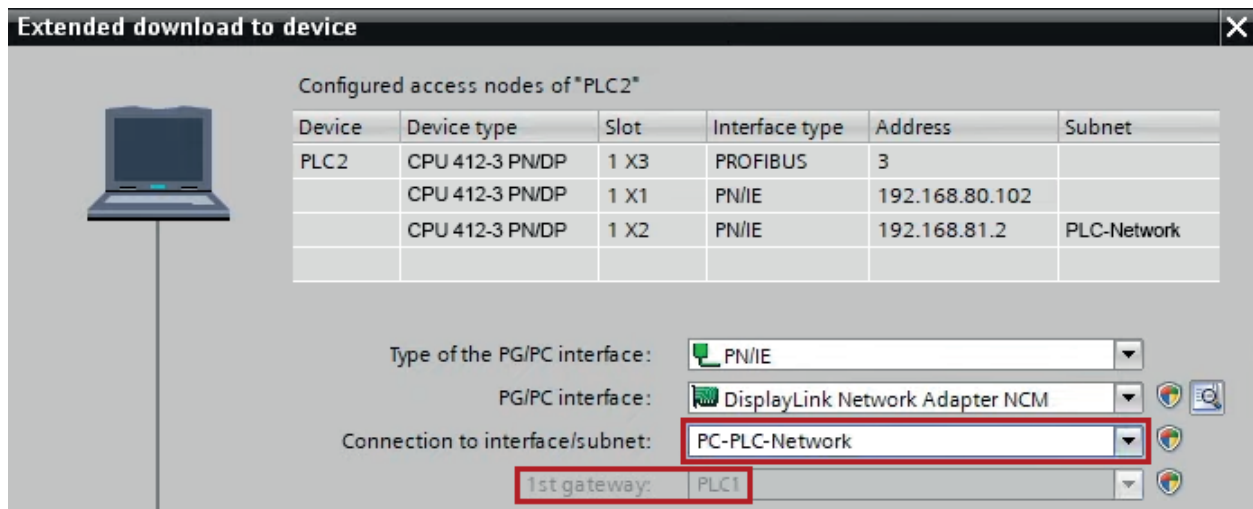 Extended download to device
Configured access nodes of "PLC2"
Device Device type Slot Interface type Address Subnet
PLC2 CPU 412-3 PN/DP 1 X3 PROFIBUS 3
CPU 412-3 PN/DP 1 X1 PN/IE 192.168.80.102
CPU 412-3 PN/DP 1 X2 PN/IE 192.168.81.2 PLC-Network
Type of the PG/PC interface: PN/IE
PG/PC interface: DisplayLink Network Adapter NCM
Connection to interface/subnet: PC-PLC-Network
1st gateway: PLC1